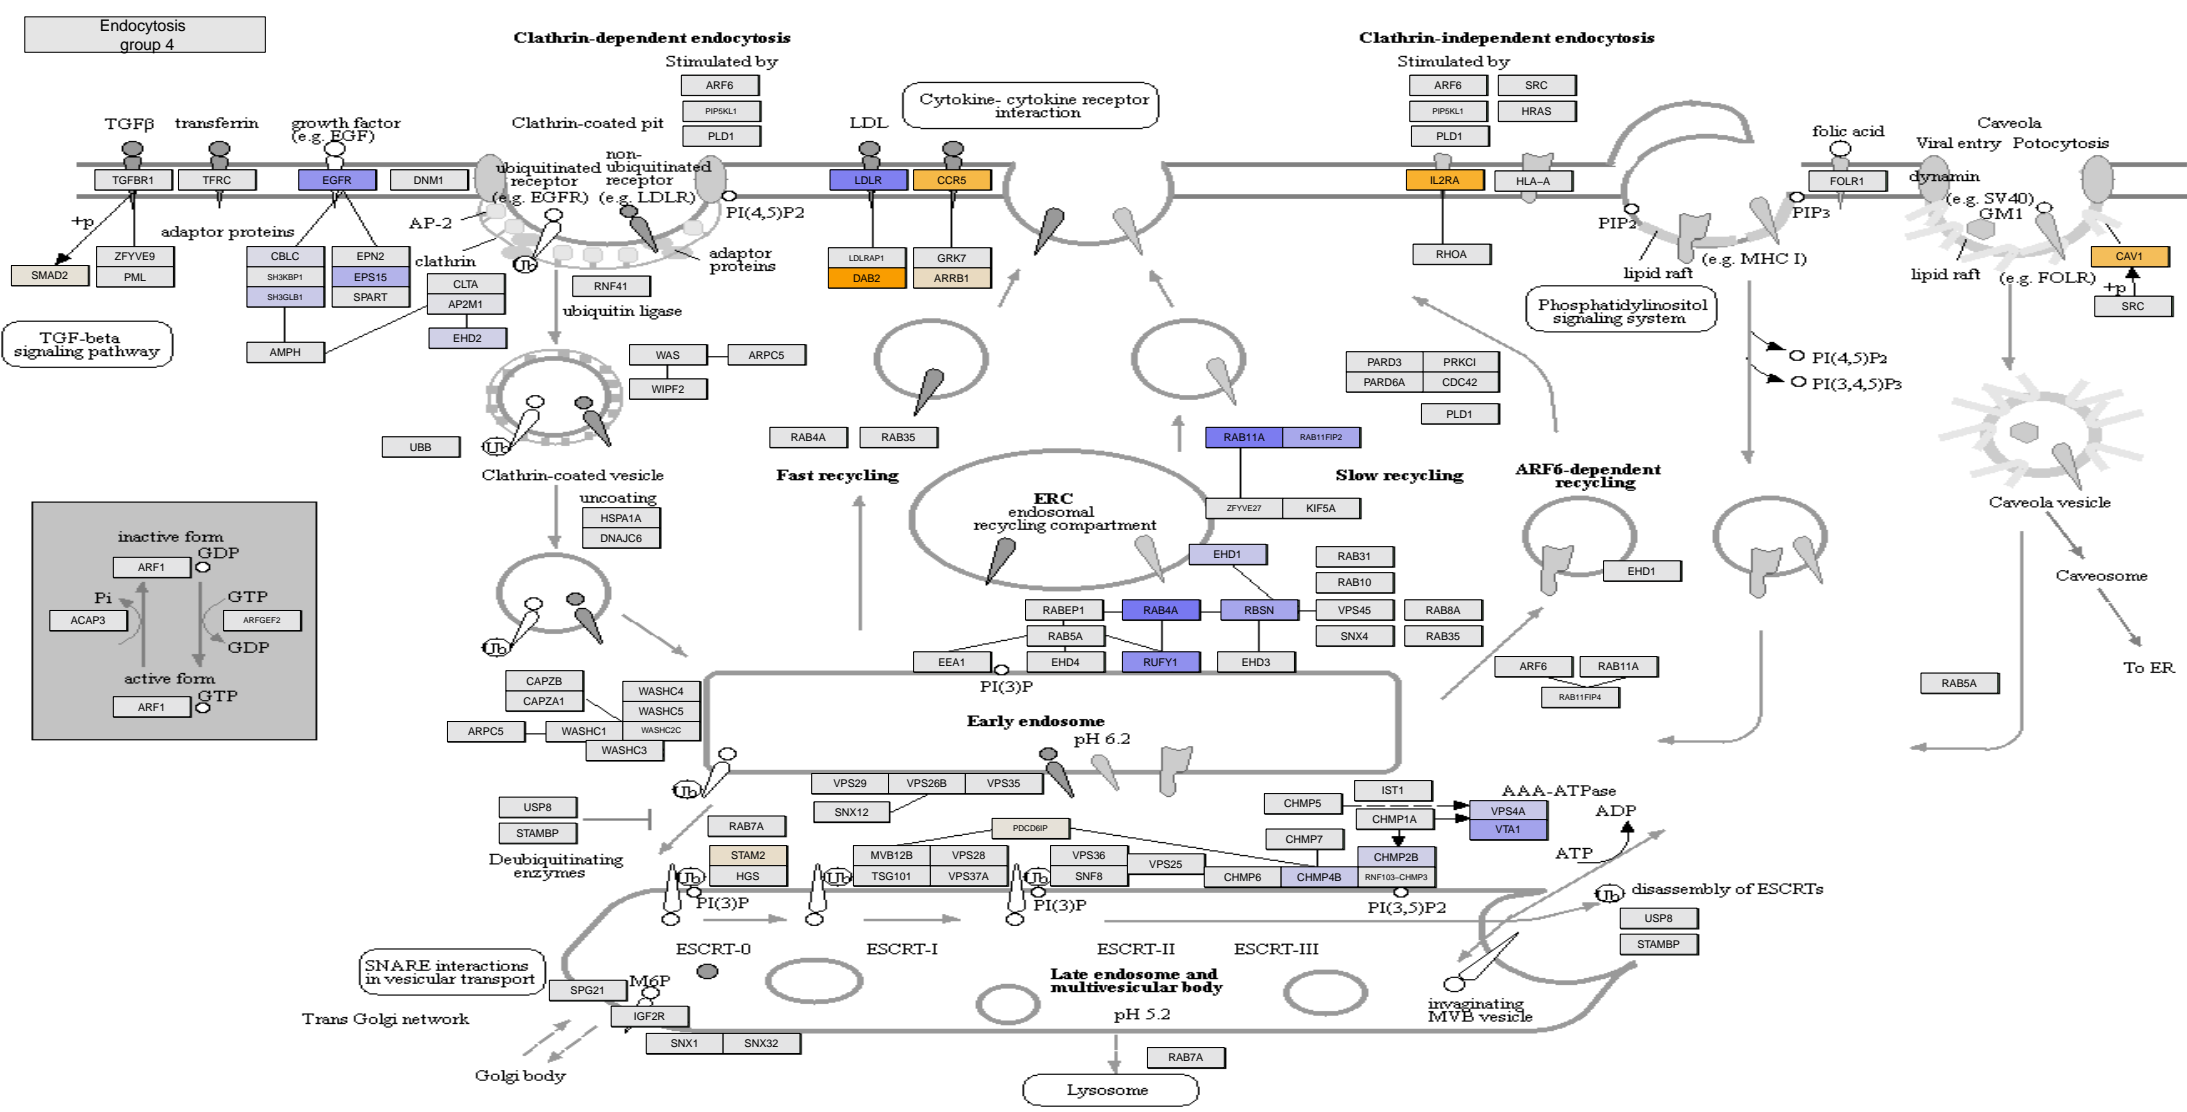 Endocytosis
group 4
Clathrin-dependent endocytosis
Stimulated by
ARF6
PIP5KL1
PLD1
Cytokine- cytokine receptor
interaction
Clathrin-independent endocytosis
Stimulated by
ARF6
SRC
PIP5KL1
HRAS
PLD1
TGFβ
transferrin
growth factor
(e.g. EGF)
Clathrin-coated pit
LDL
folic acid
Caveola
Viral entry Potocytosis
TGFBR1
TFRC
EGFR
DNM1
ubiquitinated
receptor
(e.g. EGFR)
non-
ubiquitinated
receptor
(e.g. LDLR)
PI(4,5)P2
LDLR
CCR5
IL2RA
HLA-A
FOLR1
dynamin
(e.g. SV40)
GM1
PIP2
PIP3
+p
adaptor proteins
AP-2
clathrin
adaptor
proteins
SMAD2
ZFYVE9
PML
CBLC
SH3KBP1
SH3GLB1
EPN2
EPS15
SPART
CLTA
AP2M1
EHD2
AMPH
RNF41
ubiquitin ligase
Ub
LDLRAP1
DAB2
GRK7
ARRB1
RHOA
lipid raft
(e.g. MHC I)
lipid raft
(e.g. FOLR)
CAV1
+p
SRC
TGF-beta
signaling pathway
Phosphatidylinositol
signaling system
WAS
ARPC5
WIPF2
PARD3
PRKCI
PARD6A
CDC42
PLD1
PI(4,5)P2
PI(3,4,5)P3
UBB
Ub
Clathrin-coated vesicle
RAB4A
RAB35
RAB11A
RAB11FIP2
Fast recycling
Slow recycling
ARF6-dependent
recycling
uncoating
HSPA1A
DNAJC6
ERC
endosomal
recycling compartment
ZFYVE27
KIF5A
Caveola vesicle
inactive form
GDP
ARF1
Pi
GTP
ACAP3
ARFGEF2
GDP
active form
GTP
ARF1
EHD1
RAB31
RAB10
EHD1
Caveosome
Ub
RABEP1
RAB4A
RBSN
VPS45
RAB8A
RAB5A
SNX4
RAB35
EEA1
EHD4
RUFY1
EHD3
PI(3)P
ARF6
RAB11A
RAB11FIP4
RAB5A
To ER
CAPZB
CAPZA1
WASHC4
WASHC5
ARPC5
WASHC1
WASHC2C
WASHC3
Early endosome
pH 6.2
Ub
VPS29
VPS26B
VPS35
SNX12
USP8
STAMBP
Deubiquitinating
enzymes
RAB7A
STAM2
HGS
Ub
PI(3)P
PDCD6IP
MVB12B
VPS28
TSG101
VPS37A
Ub
VPS36
SNF8
VPS25
Ub
PI(3)P
CHMP5
IST1
CHMP1A
AAA-ATPase
VPS4A
VTA1
CHMP7
CHMP2B
CHMP6
CHMP4B
RNF103-CHMP3
PI(3,5)P2
ADP
ATP
Ub
disassembly of ESCRTs
USP8
STAMBP
ESCRT-0
ESCRT-I
ESCRT-II
ESCRT-III
SNARE interactions
in vesicular transport
SPG21
M6P
IGF2R
Late endosome and
multivesicular body
pH 5.2
invaginating
MVB vesicle
Trans Golgi network
SNX1
SNX32
Golgi body
RAB7A
Lysosome